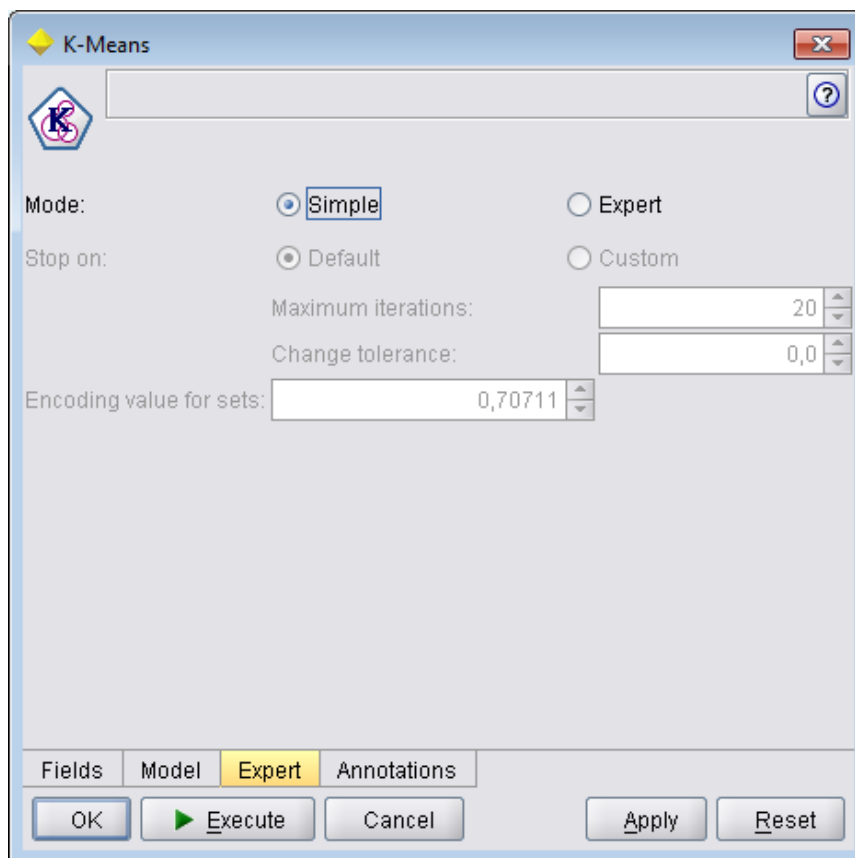 K-Means
K
?
Mode: Simple Expert
Stop on: Default Custom
Maximum iterations: 20
Change tolerance: 0,0
Encoding value for sets: 0,70711
Fields Model Expert Annotations
OK Execute Cancel Apply Reset